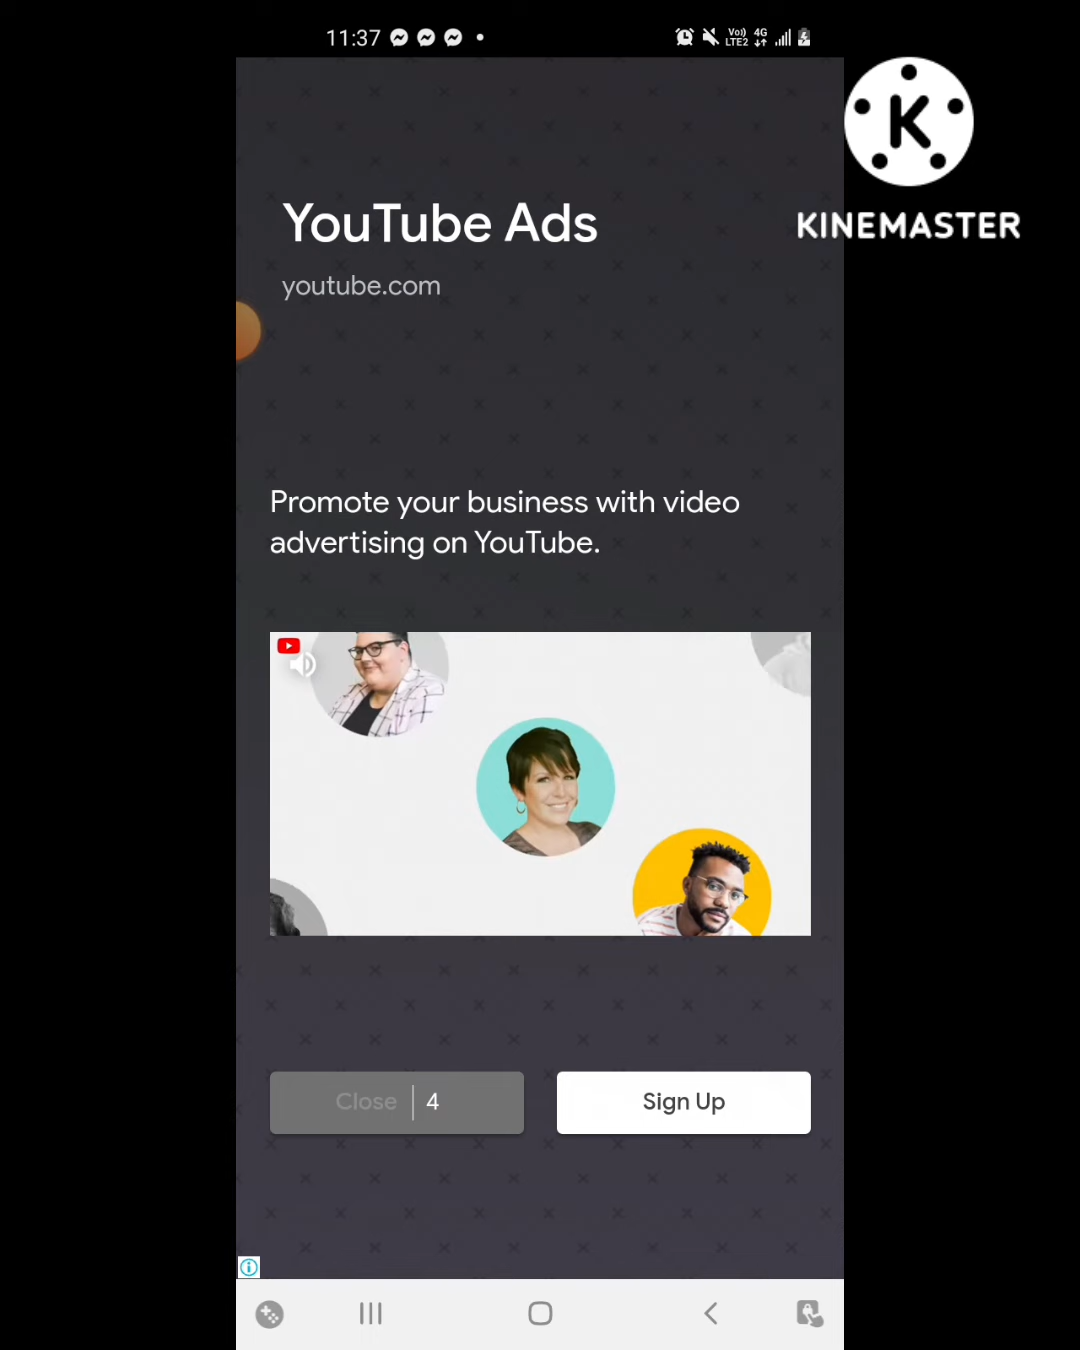 11:37
Vo)) 4G
LTE2
K
KINEMASTER
YouTube Ads
youtube.com
Promote your business with video
advertising on YouTube.
Close 4
Sign Up